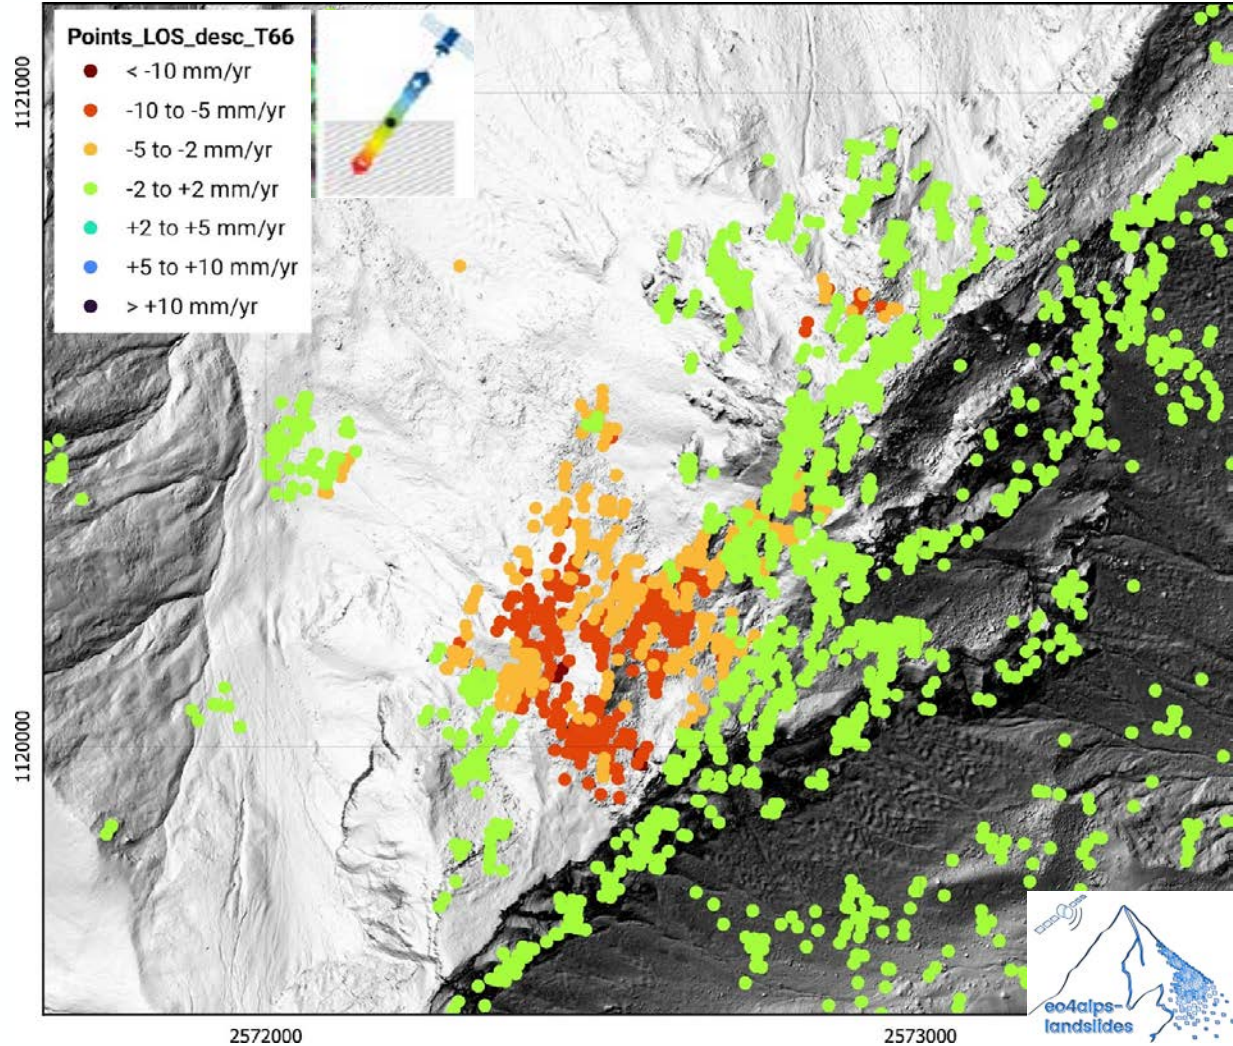 Points_LOS_desc_T66
< -10 mm/yr
-10 to -5 mm/yr
-5 to -2 mm/yr
-2 to +2 mm/yr
+2 to +5 mm/yr
+5 to +10 mm/yr
> +10 mm/yr
1121000
1120000
2572000
2573000
eo4alps-
landslides